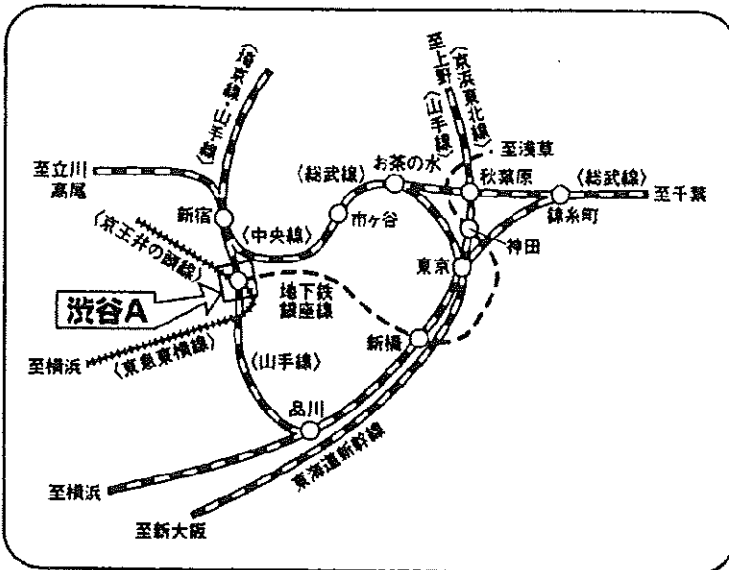 〈埼京線・山手線〉
至上野
〈山手線〉
〈京浜東北線〉
至浅草
至立川
高尾
〈総武線〉
お茶の水
秋葉原
〈総武線〉
至千葉
新宿
市ヶ谷
錦糸町
〈中央線〉
神田
〈京王井の頭線〉
東京
渋谷A
地下鉄
銀座線
新橋
至横浜
〈東急東横線〉
〈山手線〉
品川
東海道新幹線
至横浜
至新大阪